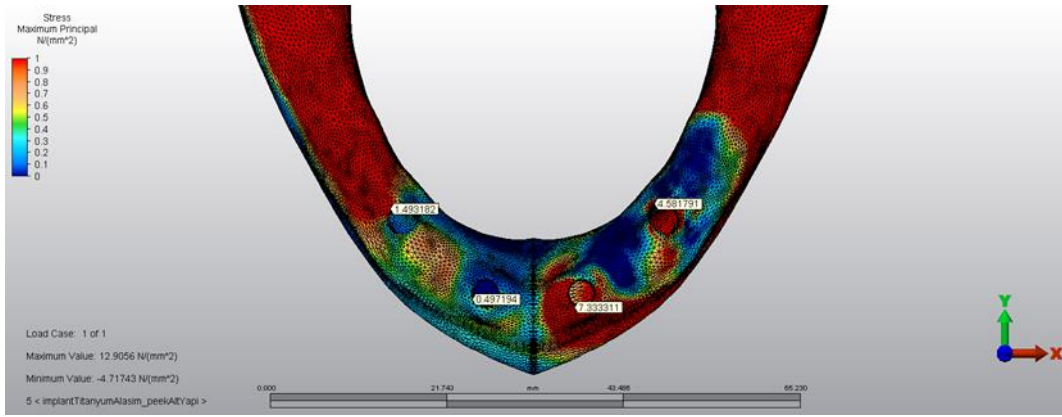 Stress
Maximum Principal
N/(mm^2)
1
0.9
0.8
0.7
0.6
0.5
0.4
0.3
0.2
0.1
0
1.493182
4.581791
0.497194
7.333311
Load Case: 1 of 1
Maximum Value: 12.9056 N/(mm^2)
Minimum Value: -4.71743 N/(mm^2)
5 < implantTitanyumAlasim_peekAltYapi >
0.000 21.740 mm 43.486 65.230
Y
X